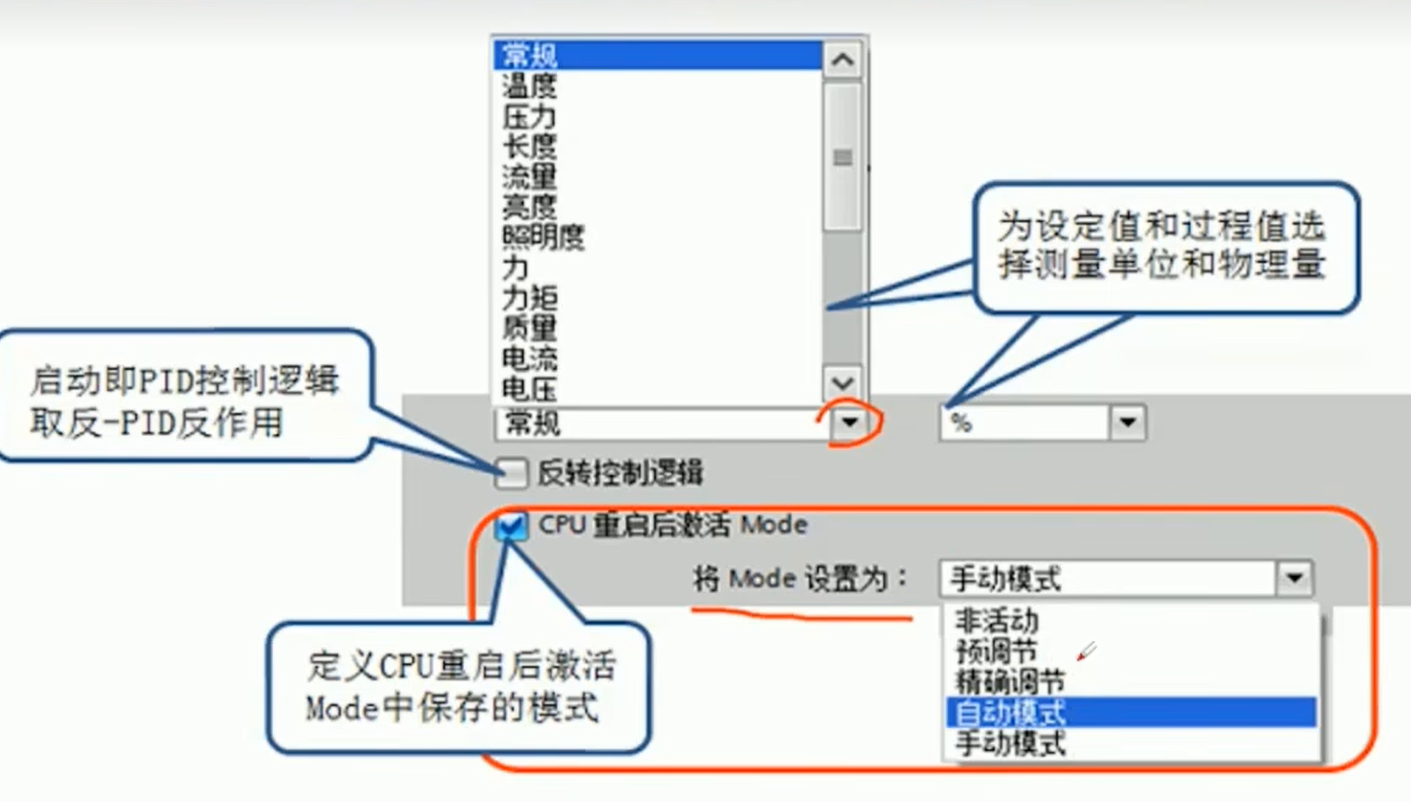 常规
温度
压力
长度
流量
亮度
照明度
力
力矩
质量
电流
电压
为设定值和过程值选
择测量单位和物理量
启动即PID控制逻辑
取反-PID反作用
常规
%
反转控制逻辑
CPU 重启后激活 Mode
将 Mode 设置为：
手动模式
非活动
预调节
精确调节
自动模式
手动模式
定义CPU重启后激活
Mode中保存的模式